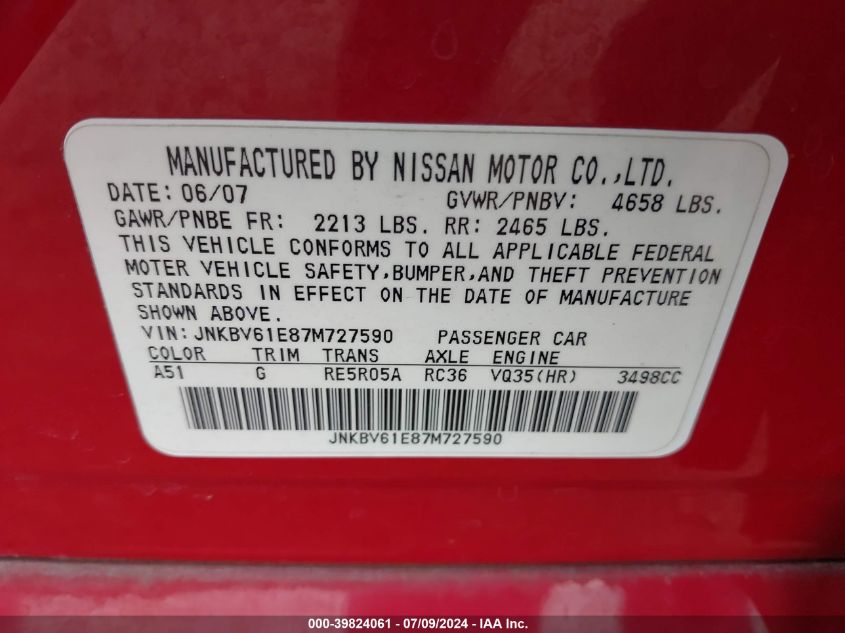 MANUFACTURED BY NISSAN MOTOR CO.,LTD.
DATE: 06/07 GVWR/PNBV: 4658 LBS.
GAWR/PNBE FR: 2213 LBS. RR: 2465 LBS.
THIS VEHICLE CONFORMS TO ALL APPLICABLE FEDERAL
MOTER VEHICLE SAFETY,BUMPER,AND THEFT PREVENTION
STANDARDS IN EFFECT ON THE DATE OF MANUFACTURE
SHOWN ABOVE.
VIN: JNKBV61E87M727590 PASSENGER CAR
COLOR TRIM TRANS AXLE ENGINE
A51 G RE5R05A RC36 VQ35(HR) 3498CC
JNKBV61E87M727590
000-39824061 - 07/09/2024 - IAA Inc.